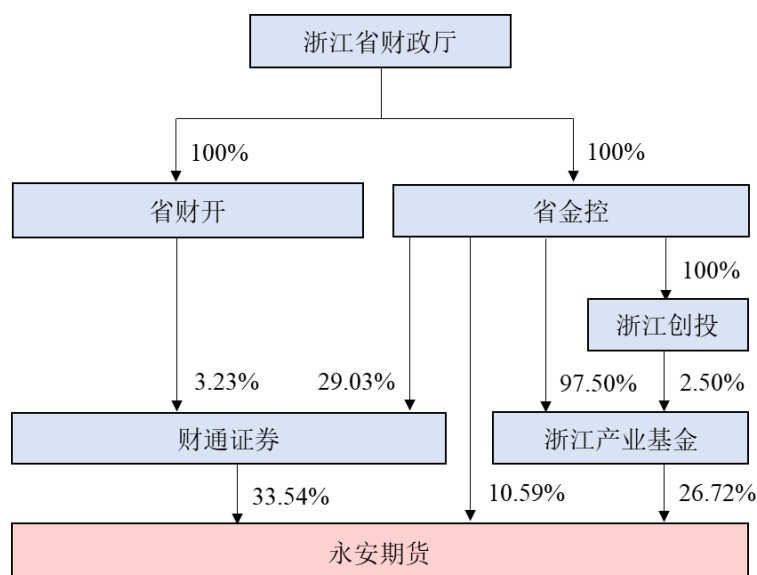 浙江省财政厅
100%
100%
省财开
省金控
100%
浙江创投
3.23%
29.03%
97.50%
2.50%
财通证券
浙江产业基金
33.54%
10.59%
26.72%
永安期货